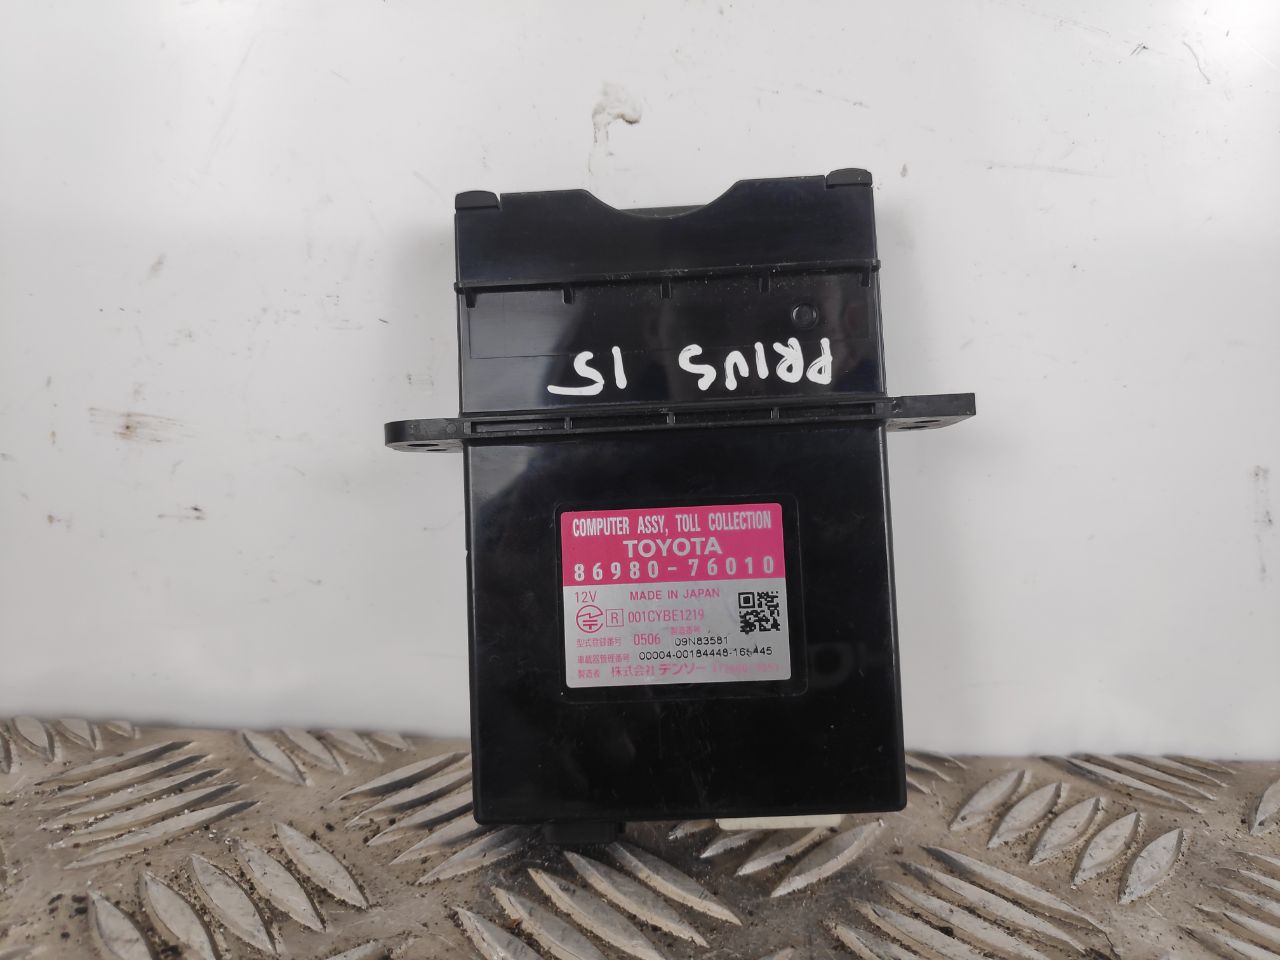 PRIUS 15
COMPUTER ASSY, TOLL COLLECTION
TOYOTA
86980-76010
12V MADE IN JAPAN
R 001CYBE1219
型式登録番号 0506 製造番号 09N83581
車載器管理番号 00004-00184448-165445
製造者 株式会社 デンソー